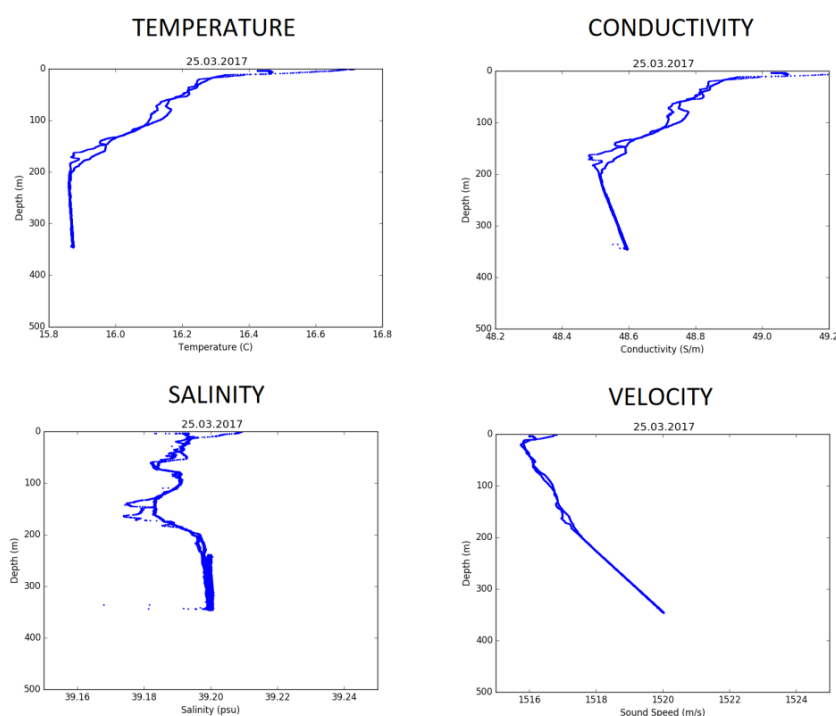 TEMPERATURE
25.03.2017
0
100
200
300
400
500
Depth (m)
15.8 16.0 16.2 16.4 16.6 16.8
Temperature (C)
CONDUCTIVITY
25.03.2017
0
100
200
300
400
500
Depth (m)
48.2 48.4 48.6 48.8 49.0 49.2
Conductivity (S/m)
SALINITY
25.03.2017
0
100
200
300
400
500
Depth (m)
39.16 39.18 39.20 39.22 39.24
Salinity (psu)
VELOCITY
25.03.2017
0
100
200
300
400
500
Depth (m)
1516 1518 1520 1522 1524
Sound Speed (m/s)